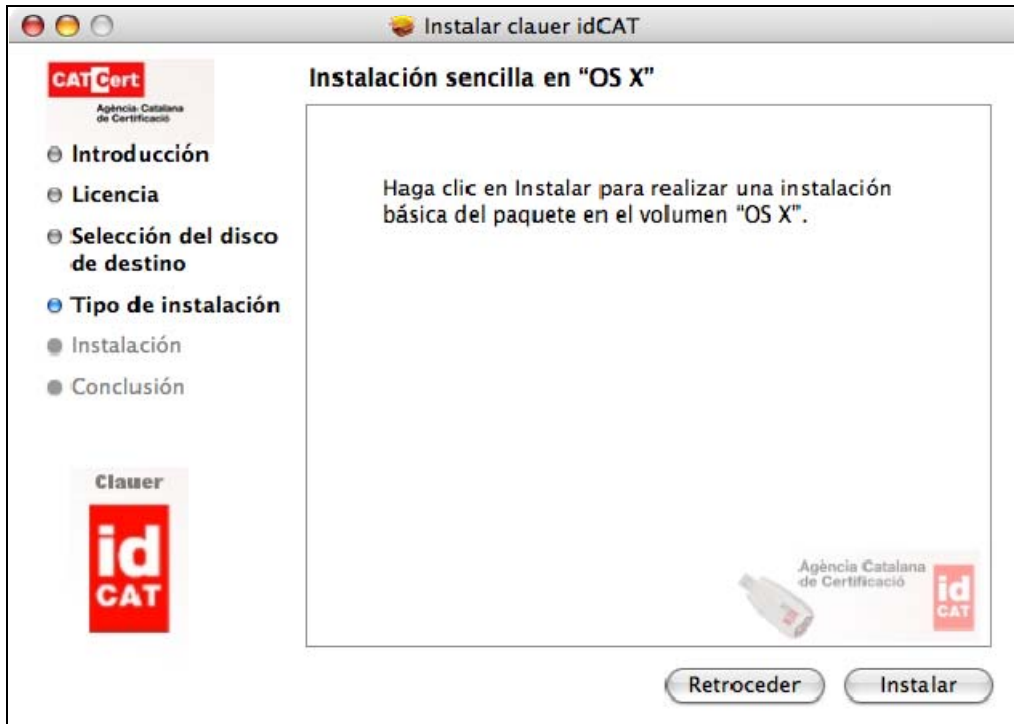 Instalar clauer idCAT
CATCert
Agència Catalana
de Certificació
Introducción
Licencia
Selección del disco
de destino
Tipo de instalación
Instalación
Conclusión
Clauer
id
CAT
Instalación sencilla en “OS X”
Haga clic en Instalar para realizar una instalación
básica del paquete en el volumen “OS X”.
Agència Catalana
de Certificació
id
CAT
Retroceder
Instalar